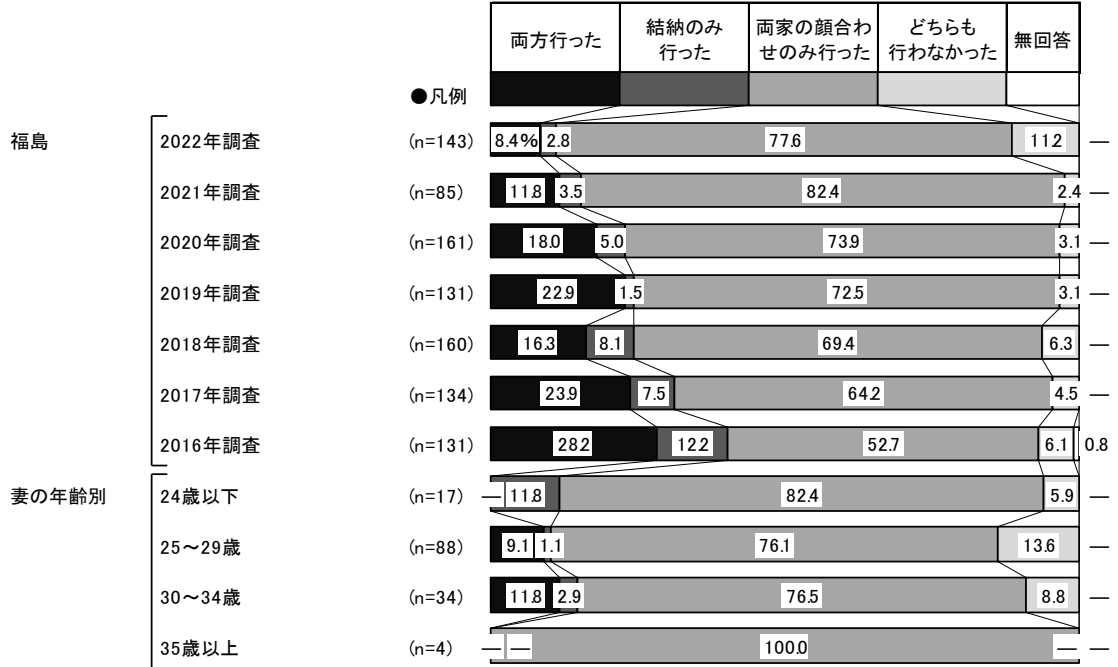 両方行った 結納のみ行った 両家の顔合わせのみ行った どちらも行わなかった 無回答
●凡例
福島
2022年調査 (n=143) 8.4% 2.8 77.6 11.2 —
2021年調査 (n=85) 11.8 3.5 82.4 2.4 —
2020年調査 (n=161) 18.0 5.0 73.9 3.1 —
2019年調査 (n=131) 22.9 1.5 72.5 3.1 —
2018年調査 (n=160) 16.3 8.1 69.4 6.3 —
2017年調査 (n=134) 23.9 7.5 64.2 4.5 —
2016年調査 (n=131) 28.2 12.2 52.7 6.1 0.8
妻の年齢別
24歳以下 (n=17) — 11.8 82.4 5.9 —
25～29歳 (n=88) 9.1 1.1 76.1 13.6 —
30～34歳 (n=34) 11.8 2.9 76.5 8.8 —
35歳以上 (n=4) — — 100.0 — —